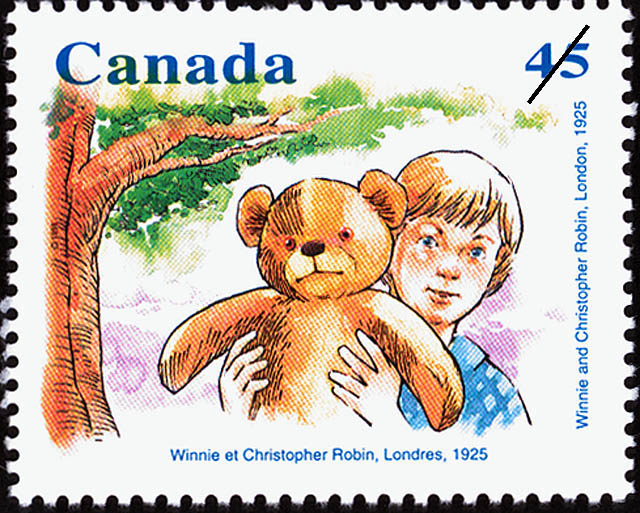 Canada
45
Winnie and Christopher Robin, London, 1925
Winnie et Christopher Robin, Londres, 1925